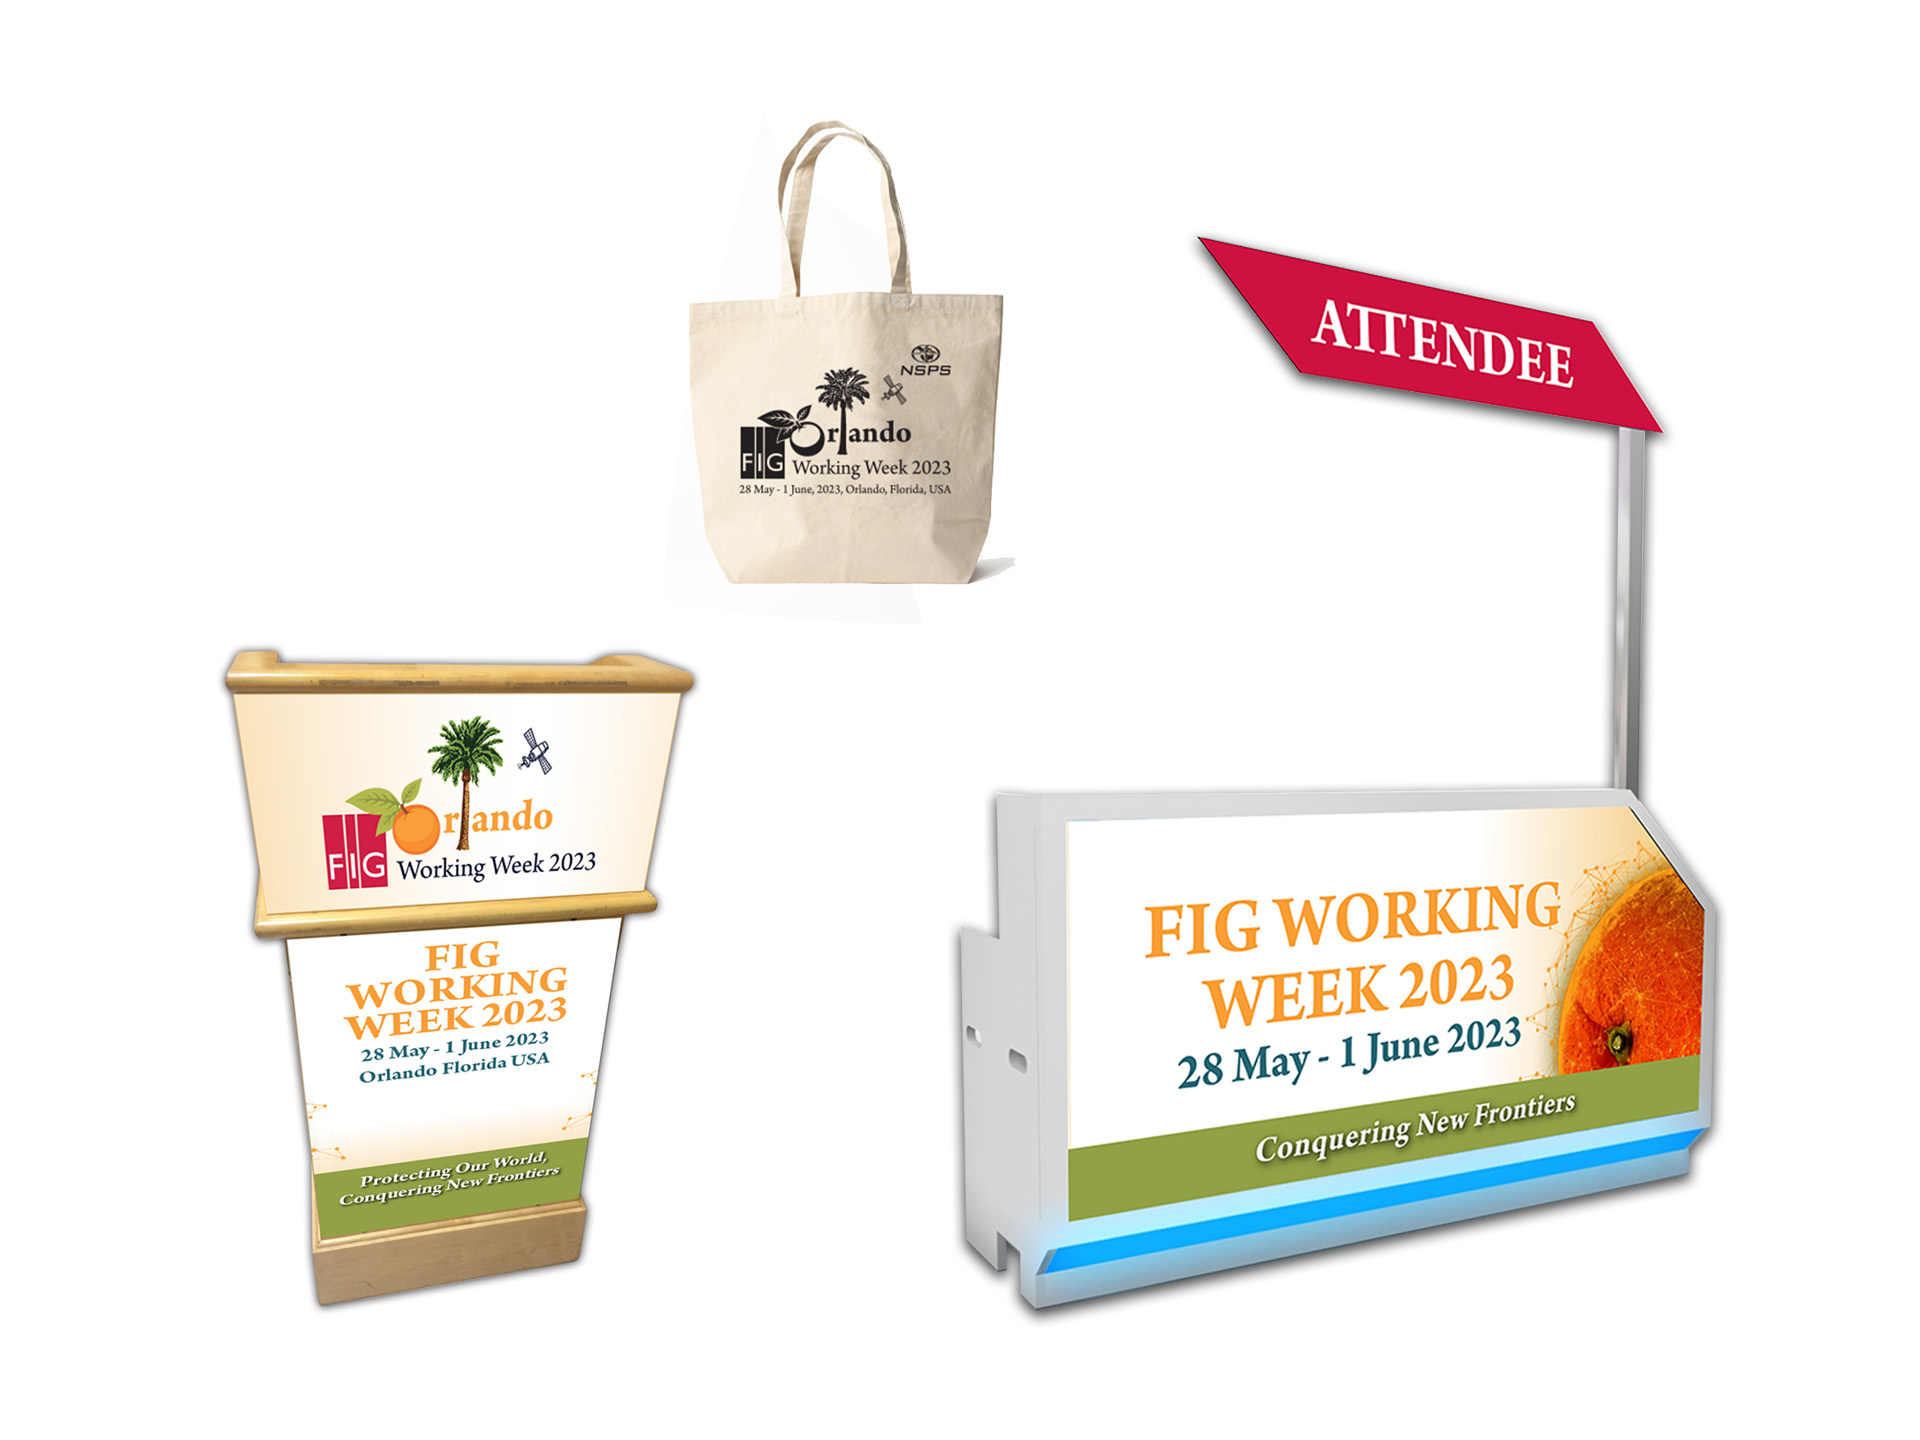 NSPS
Orlando
FIG
Working Week 2023
28 May - 1 June, 2023, Orlando, Florida, USA
ATTENDEE
Orlando
FIG
Working Week 2023
FIG
WORKING
WEEK 2023
28 May - 1 June 2023
Orlando Florida USA
Protecting Our World,
Conquering New Frontiers
FIG WORKING
WEEK 2023
28 May - 1 June 2023
Conquering New Frontiers